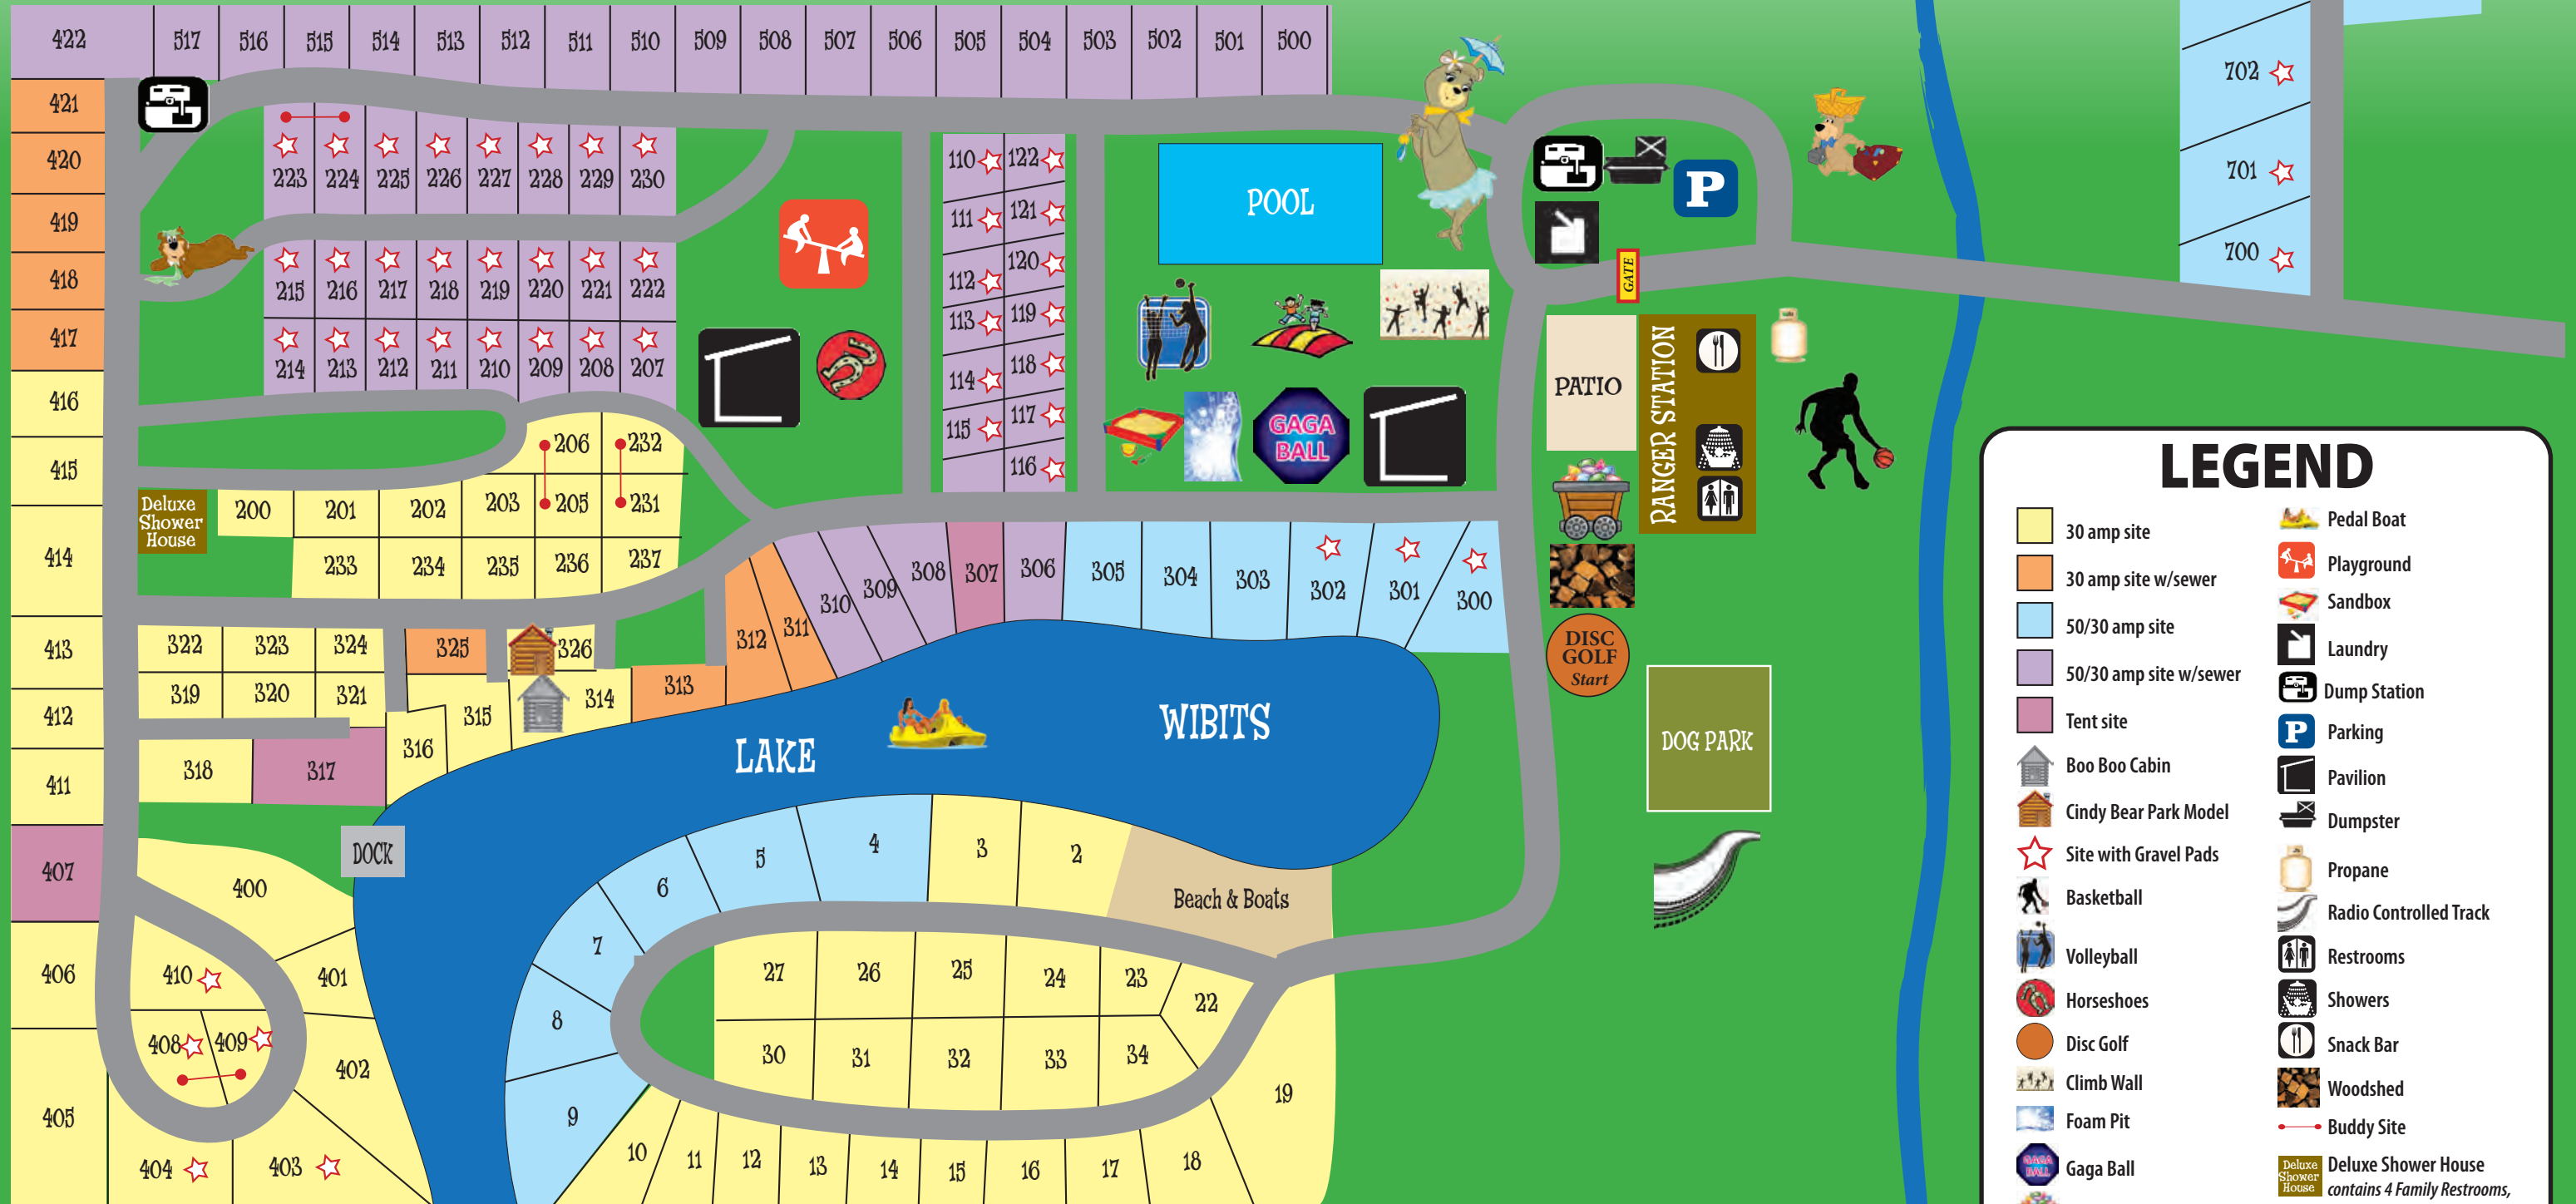 422 517 516 515 514 513 512 511 510 509 508 507 506 505 504 503 502 501 500
421
420
419
418
417
416
415
414
413
412
411
407
406
405
223 224 225 226 227 228 229 230
215 216 217 218 219 220 221 222
214 213 212 211 210 209 208 207
206 232
Deluxe
Shower
House
200 201 202 203 205 231
233 234 235 236 237
110 122
111 121
112 120
113 119
114 118
115 117
116
POOL
GAGA
BALL
P
GATE
PATIO
RANGER STATION
702
701
700
322 323 324 325 326
319 320 321 316 315 314 313
318 317
312 311 310 309 308 307 306 305 304 303 302 301 300
DISC
GOLF
Start
DOG PARK
LAKE
WIBITS
DOCK
400
410 401
408 409 402
404 403
5 4 3 2
6
7
8
9
Beach & Boats
27 26 25 24 23 22
30 31 32 33 34
19
10 11 12 13 14 15 16 17 18
LEGEND
30 amp site
30 amp site w/sewer
50/30 amp site
50/30 amp site w/sewer
Tent site
Boo Boo Cabin
Cindy Bear Park Model
Site with Gravel Pads
Basketball
Volleyball
Horseshoes
Disc Golf
Climb Wall
Foam Pit
GAGA
BALL
Gaga Ball
Pedal Boat
Playground
Sandbox
Laundry
Dump Station
P
Parking
Pavilion
Dumpster
Propane
Radio Controlled Track
Restrooms
Showers
Snack Bar
Woodshed
Buddy Site
Deluxe
Shower
House
Deluxe Shower House
contains 4 Family Restrooms,